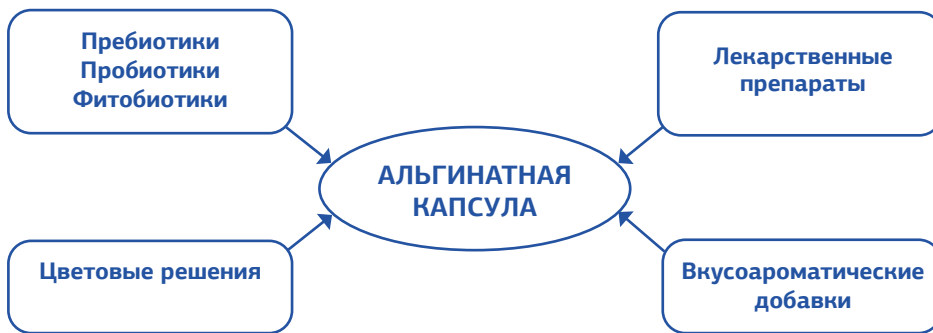 Пребиотики
Пробиотики
Фитобиотики
Лекарственные
препараты
АЛЬГИНАТНАЯ
КАПСУЛА
Цветовые решения
Вкусоароматические
добавки